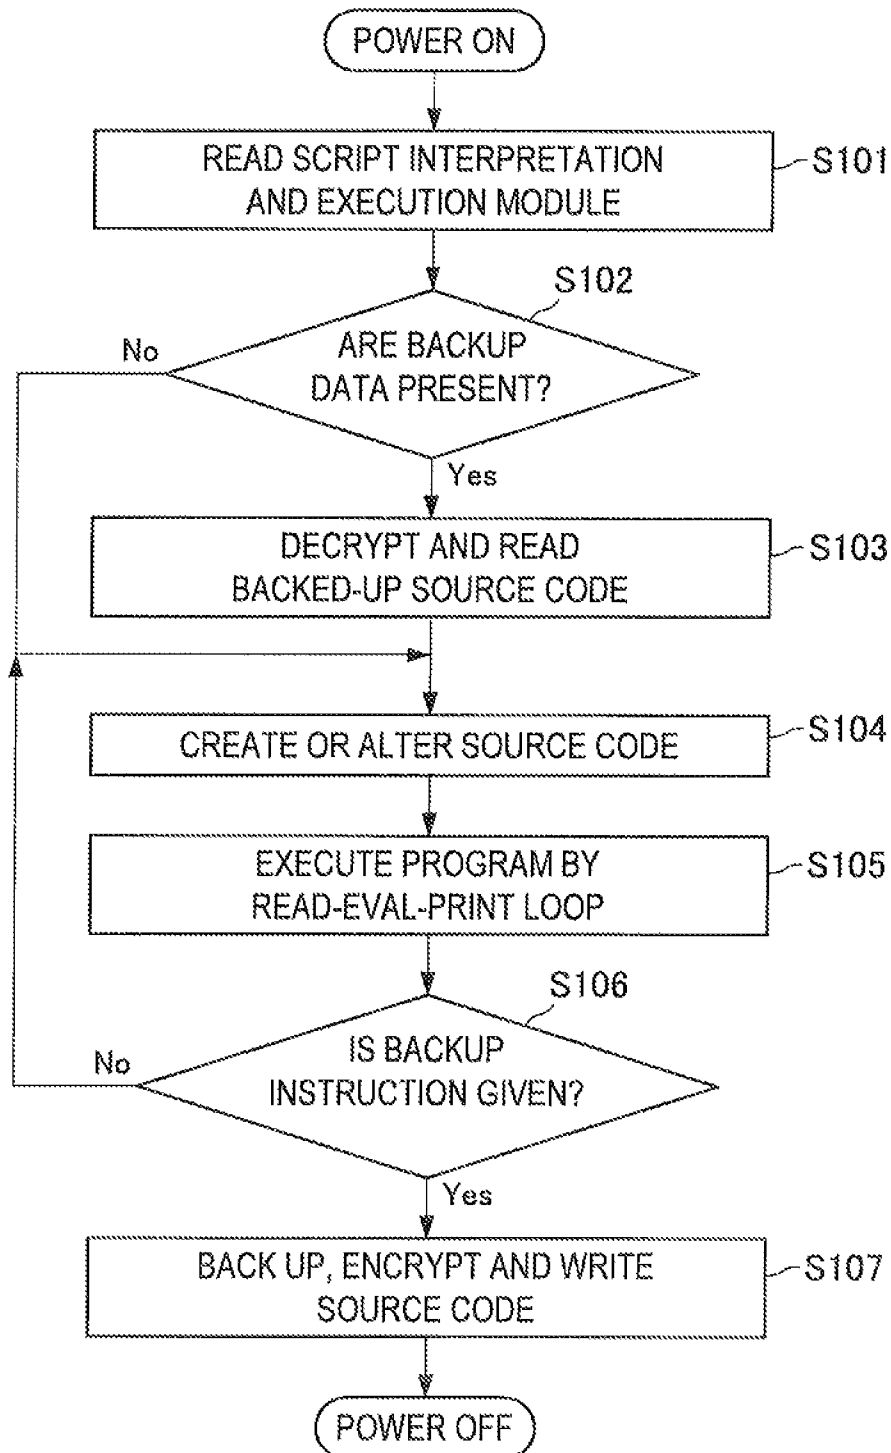 POWER ON
READ SCRIPT INTERPRETATION
AND EXECUTION MODULE
S101
S102
ARE BACKUP
DATA PRESENT?
No
Yes
DECRYPT AND READ
BACKED-UP SOURCE CODE
S103
CREATE OR ALTER SOURCE CODE
S104
EXECUTE PROGRAM BY
READ-EVAL-PRINT LOOP
S105
S106
IS BACKUP
INSTRUCTION GIVEN?
No
Yes
BACK UP, ENCRYPT AND WRITE
SOURCE CODE
S107
POWER OFF